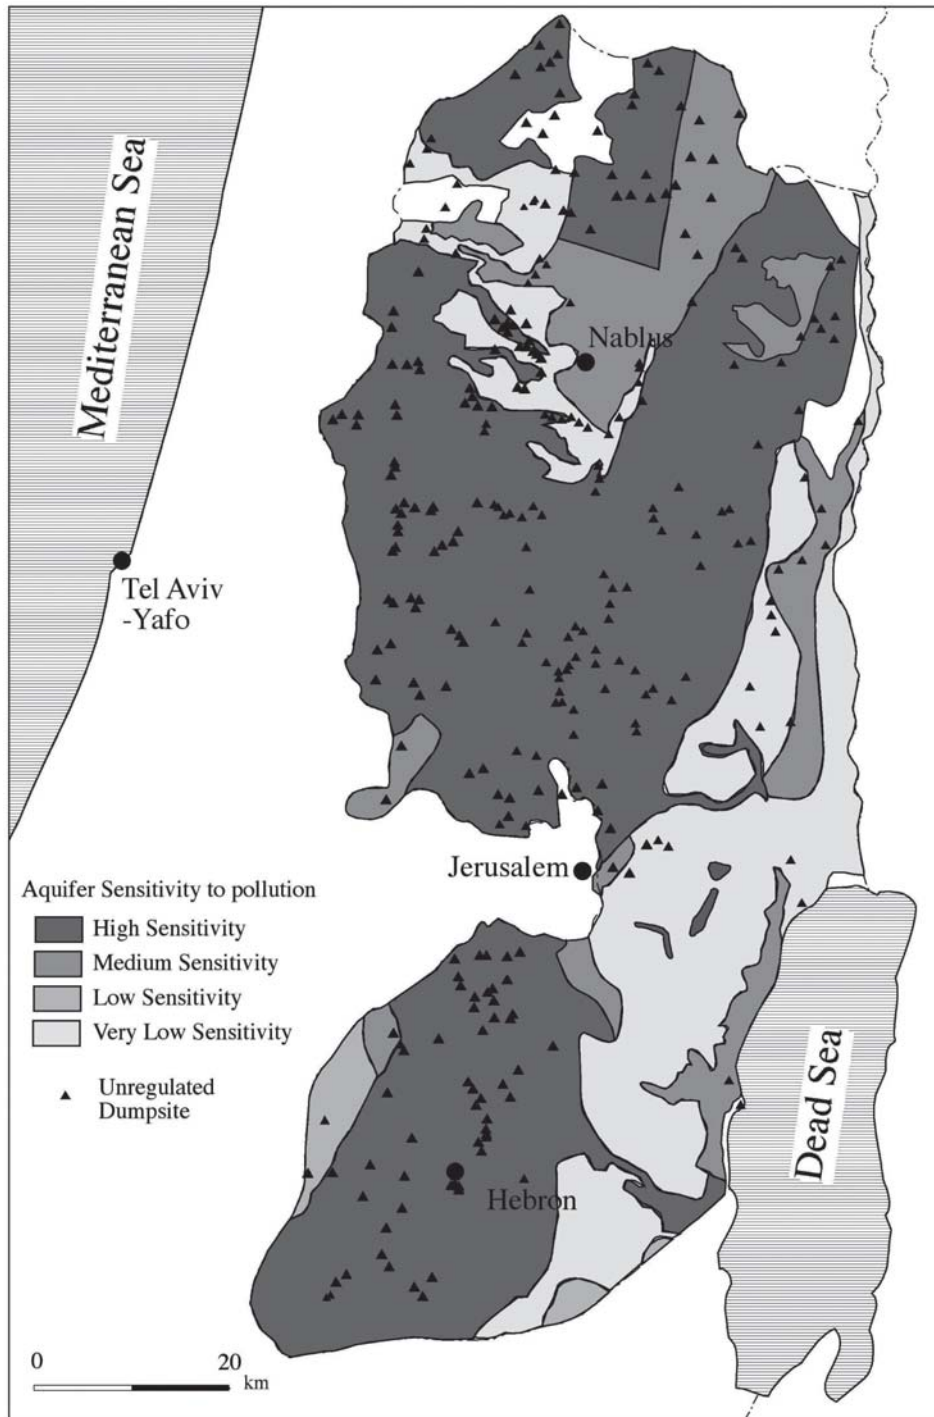 Mediterranean Sea
Nablus
Tel Aviv
-Yafo
Jerusalem
Aquifer Sensitivity to pollution
High Sensitivity
Medium Sensitivity
Low Sensitivity
Very Low Sensitivity
Unregulated
Dumpsite
Dead Sea
Hebron
0 20
km